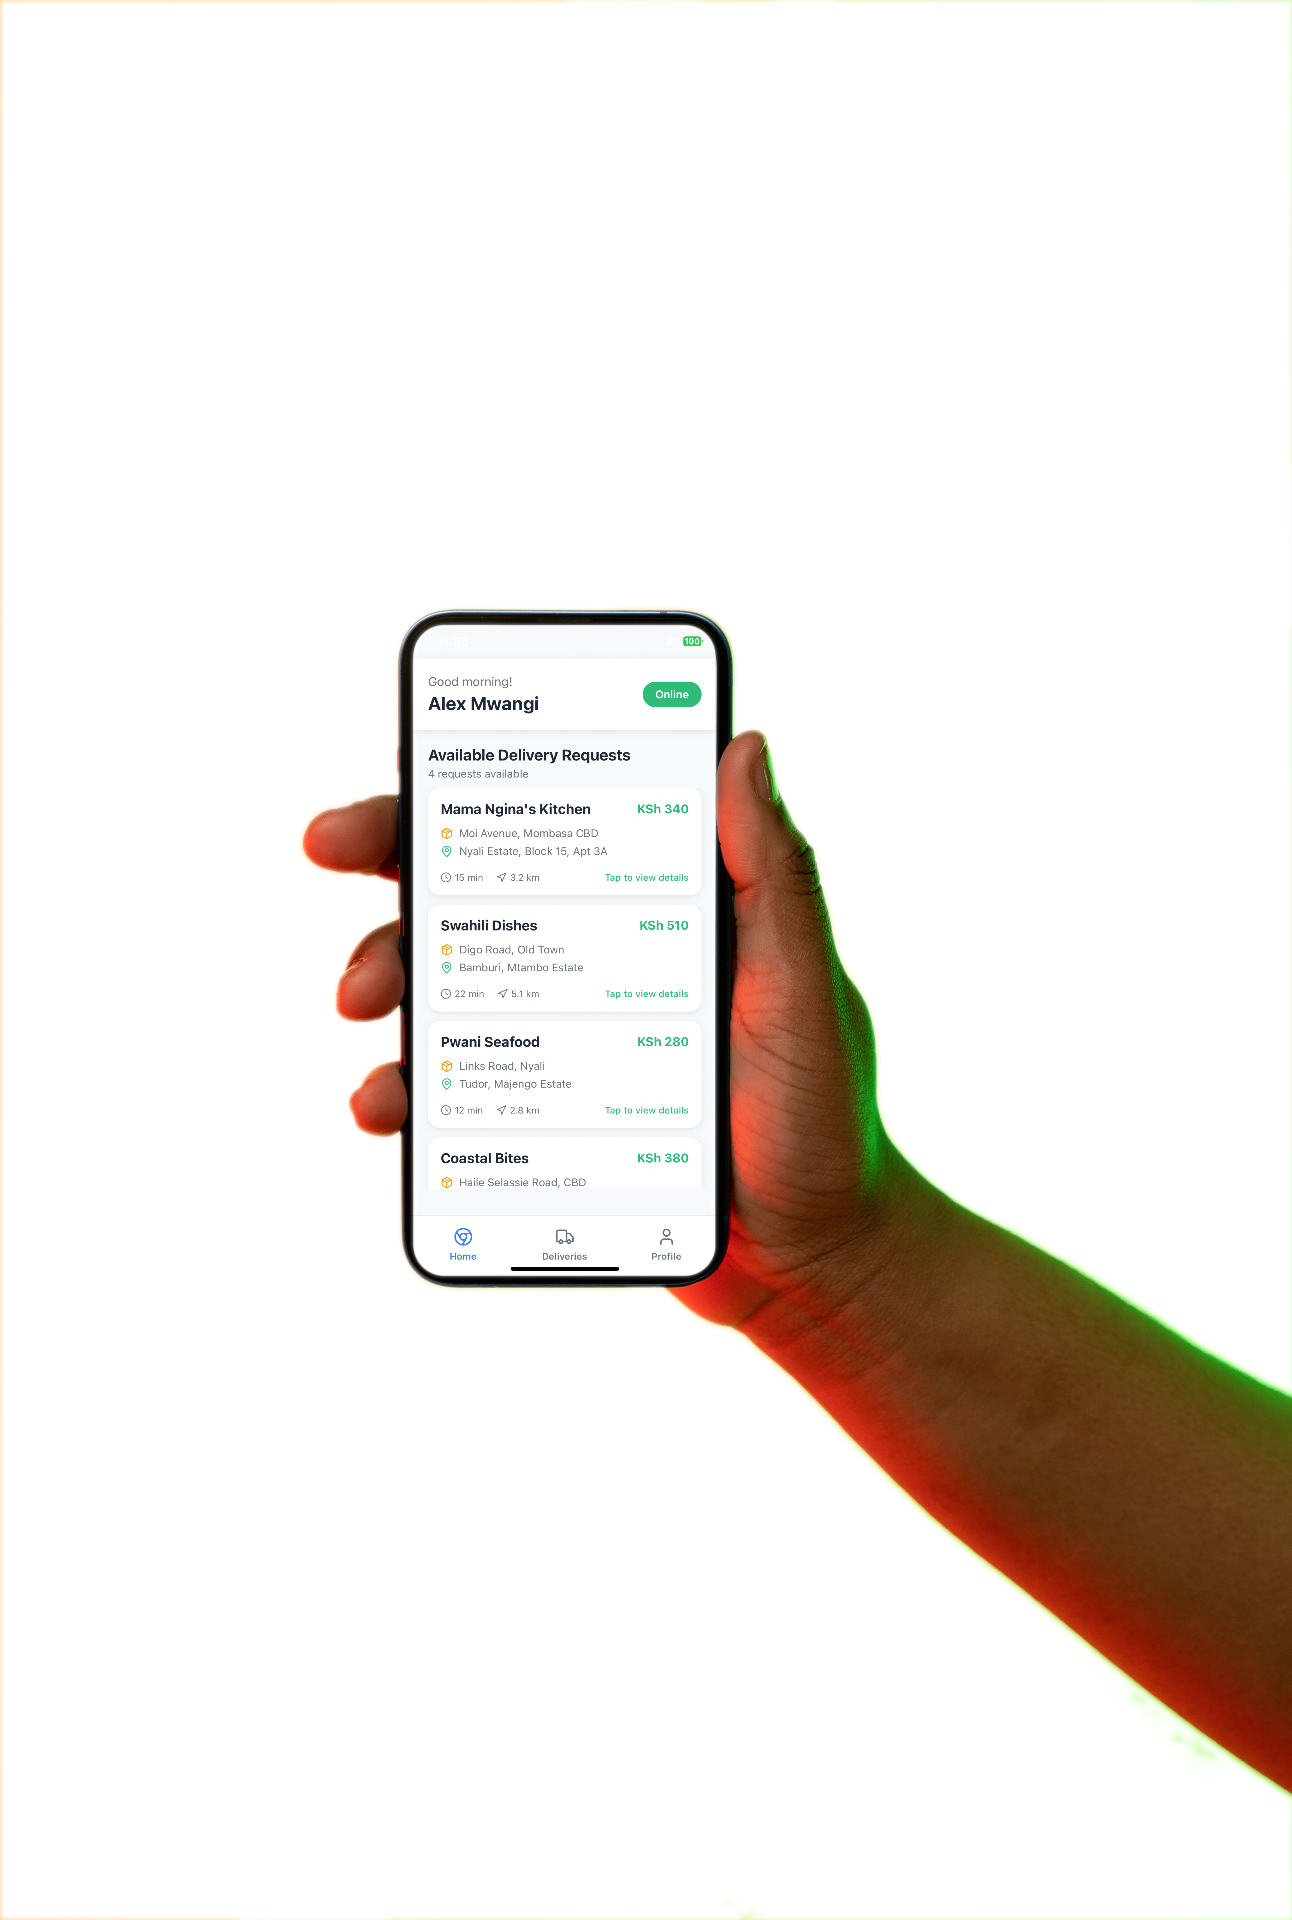 11:53
100
Good morning!
Alex Mwangi
Online
Available Delivery Requests
4 requests available
Mama Ngina's Kitchen KSh 340
Moi Avenue, Mombasa CBD
Nyali Estate, Block 15, Apt 3A
15 min 3.2 km Tap to view details
Swahili Dishes KSh 510
Digo Road, Old Town
Bamburi, Mtambo Estate
22 min 5.1 km Tap to view details
Pwani Seafood KSh 280
Links Road, Nyali
Tudor, Majengo Estate
12 min 2.8 km Tap to view details
Coastal Bites KSh 380
Haile Selassie Road, CBD
Home Deliveries Profile